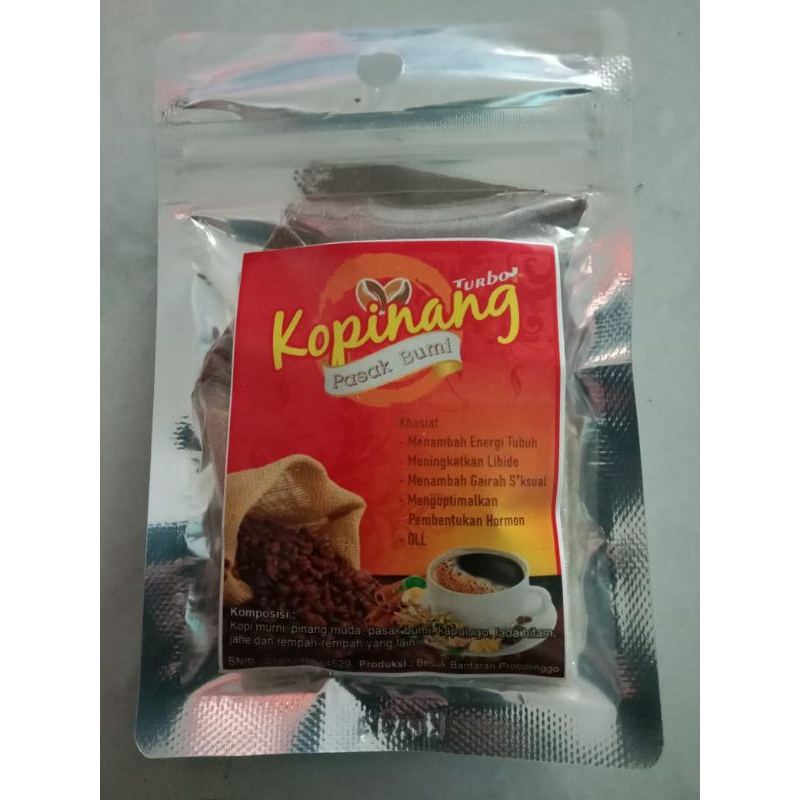 Turbo
Kopinang
Pasak Bumi
Khasiat
- Menambah Energi Tubuh
- Meningkatkan Libido
- Menambah Gairah S*ksual
- Mengoptimalkan
Pembentukan Hormon
- DLL
Komposisi :
Kopi murni, pinang muda, pasak bumi, kapulogo, lada hitam,
jahe dan rempah-rempah yang lain
Produksi : Besuk Bantaran Probolinggo